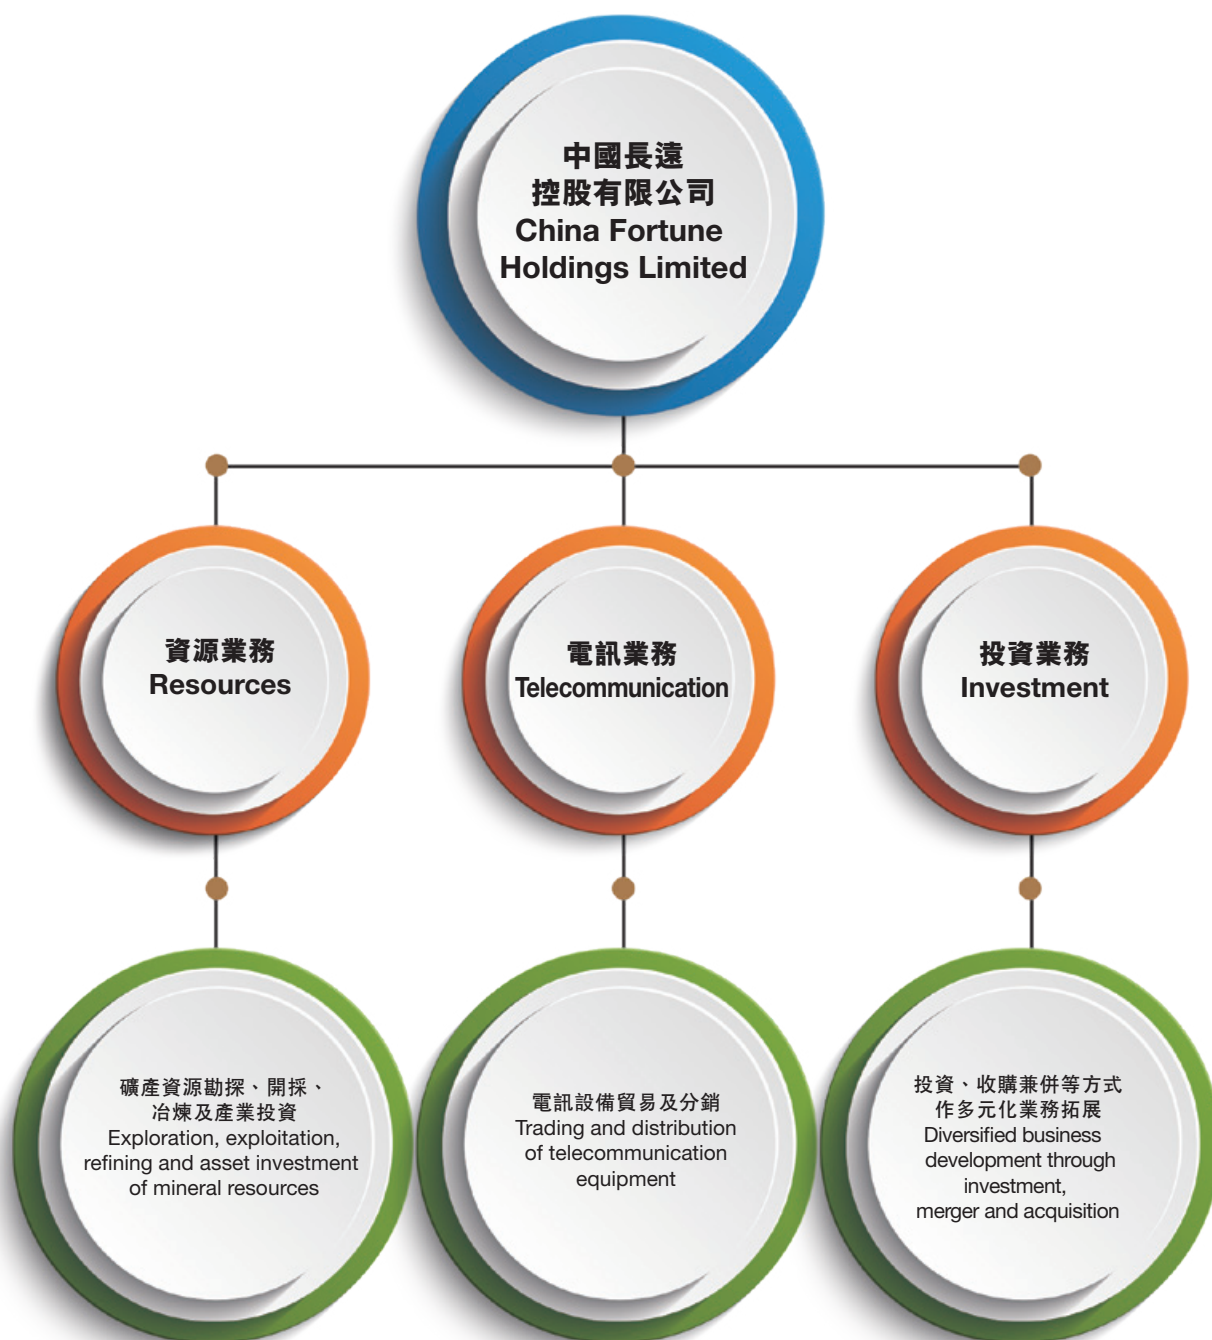 中國長遠
控股有限公司
China Fortune
Holdings Limited
資源業務
Resources
電訊業務
Telecommunication
投資業務
Investment
礦產資源勘探、開採、
冶煉及產業投資
Exploration, exploitation,
refining and asset investment
of mineral resources
電訊設備貿易及分銷
Trading and distribution
of telecommunication
equipment
投資、收購兼併等方式
作多元化業務拓展
Diversified business
development through
investment,
merger and acquisition